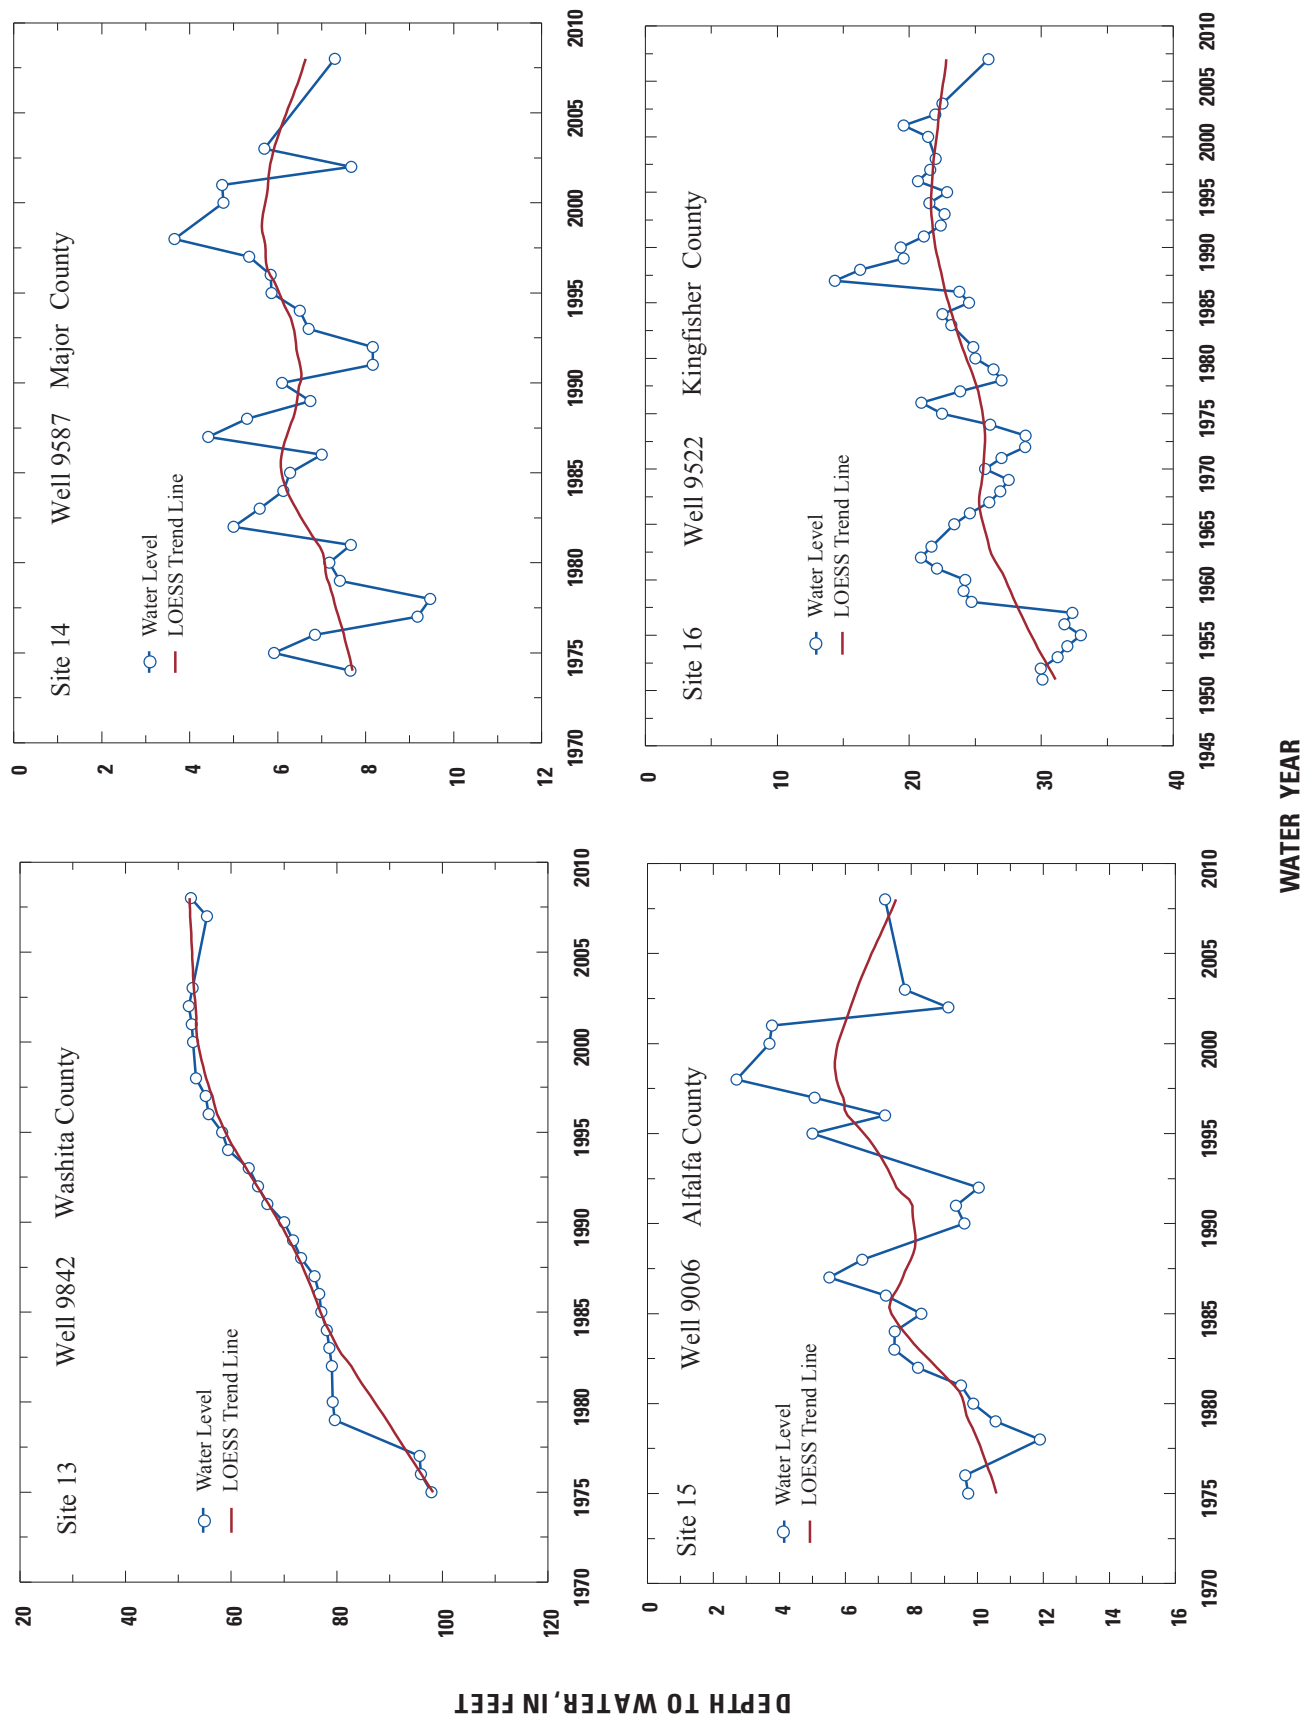 Site 13 Well 9842 Washita County
Water Level
LOESS Trend Line
20
40
60
80
100
120
1970 1975 1980 1985 1990 1995 2000 2005 2010
Site 14 Well 9587 Major County
Water Level
LOESS Trend Line
0
2
4
6
8
10
12
1970 1975 1980 1985 1990 1995 2000 2005 2010
Site 15 Well 9006 Alfalfa County
Water Level
LOESS Trend Line
0
2
4
6
8
10
12
14
16
1970 1975 1980 1985 1990 1995 2000 2005 2010
Site 16 Well 9522 Kingfisher County
Water Level
LOESS Trend Line
0
10
20
30
40
1945 1950 1955 1960 1965 1970 1975 1980 1985 1990 1995 2000 2005 2010
DEPTH TO WATER, IN FEET
WATER YEAR